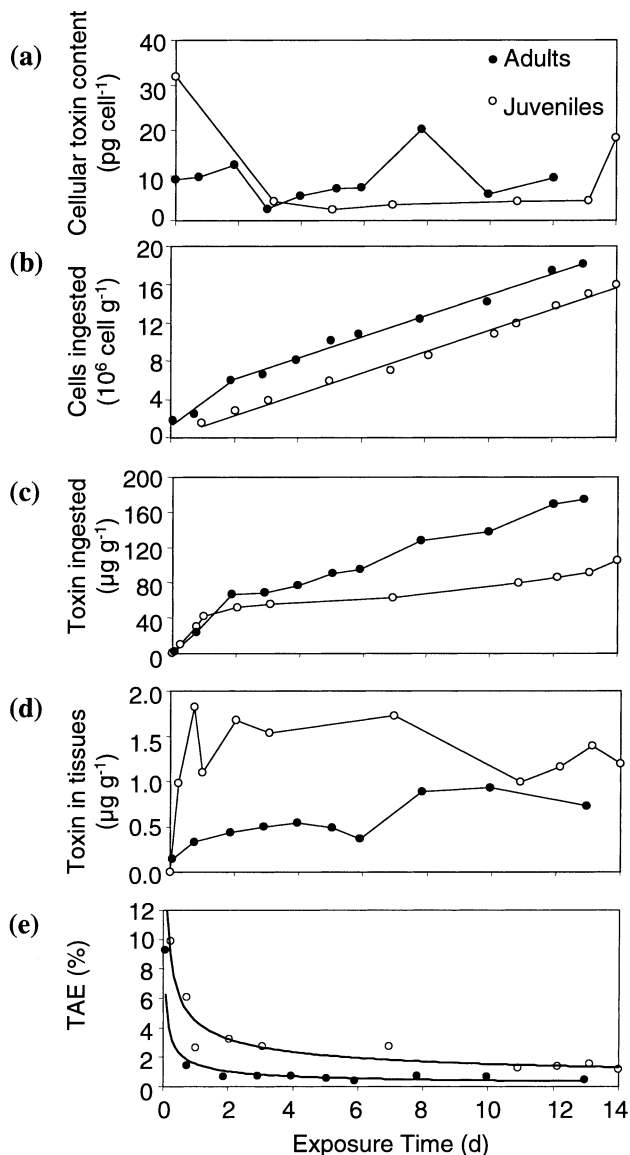 (a)
Cellular toxin content
(pg cell-1)
40
30
20
10
0
Adults
Juveniles
(b)
Cells ingested
(10⁶ cell g-1)
20
16
12
8
4
0
(c)
Toxin ingested
(µg g-1)
200
160
120
80
40
0
(d)
Toxin in tissues
(µg g-1)
2.0
1.5
1.0
0.5
0.0
(e)
TAE (%)
12
10
8
6
4
2
0
0 2 4 6 8 10 12 14
Exposure Time (d)